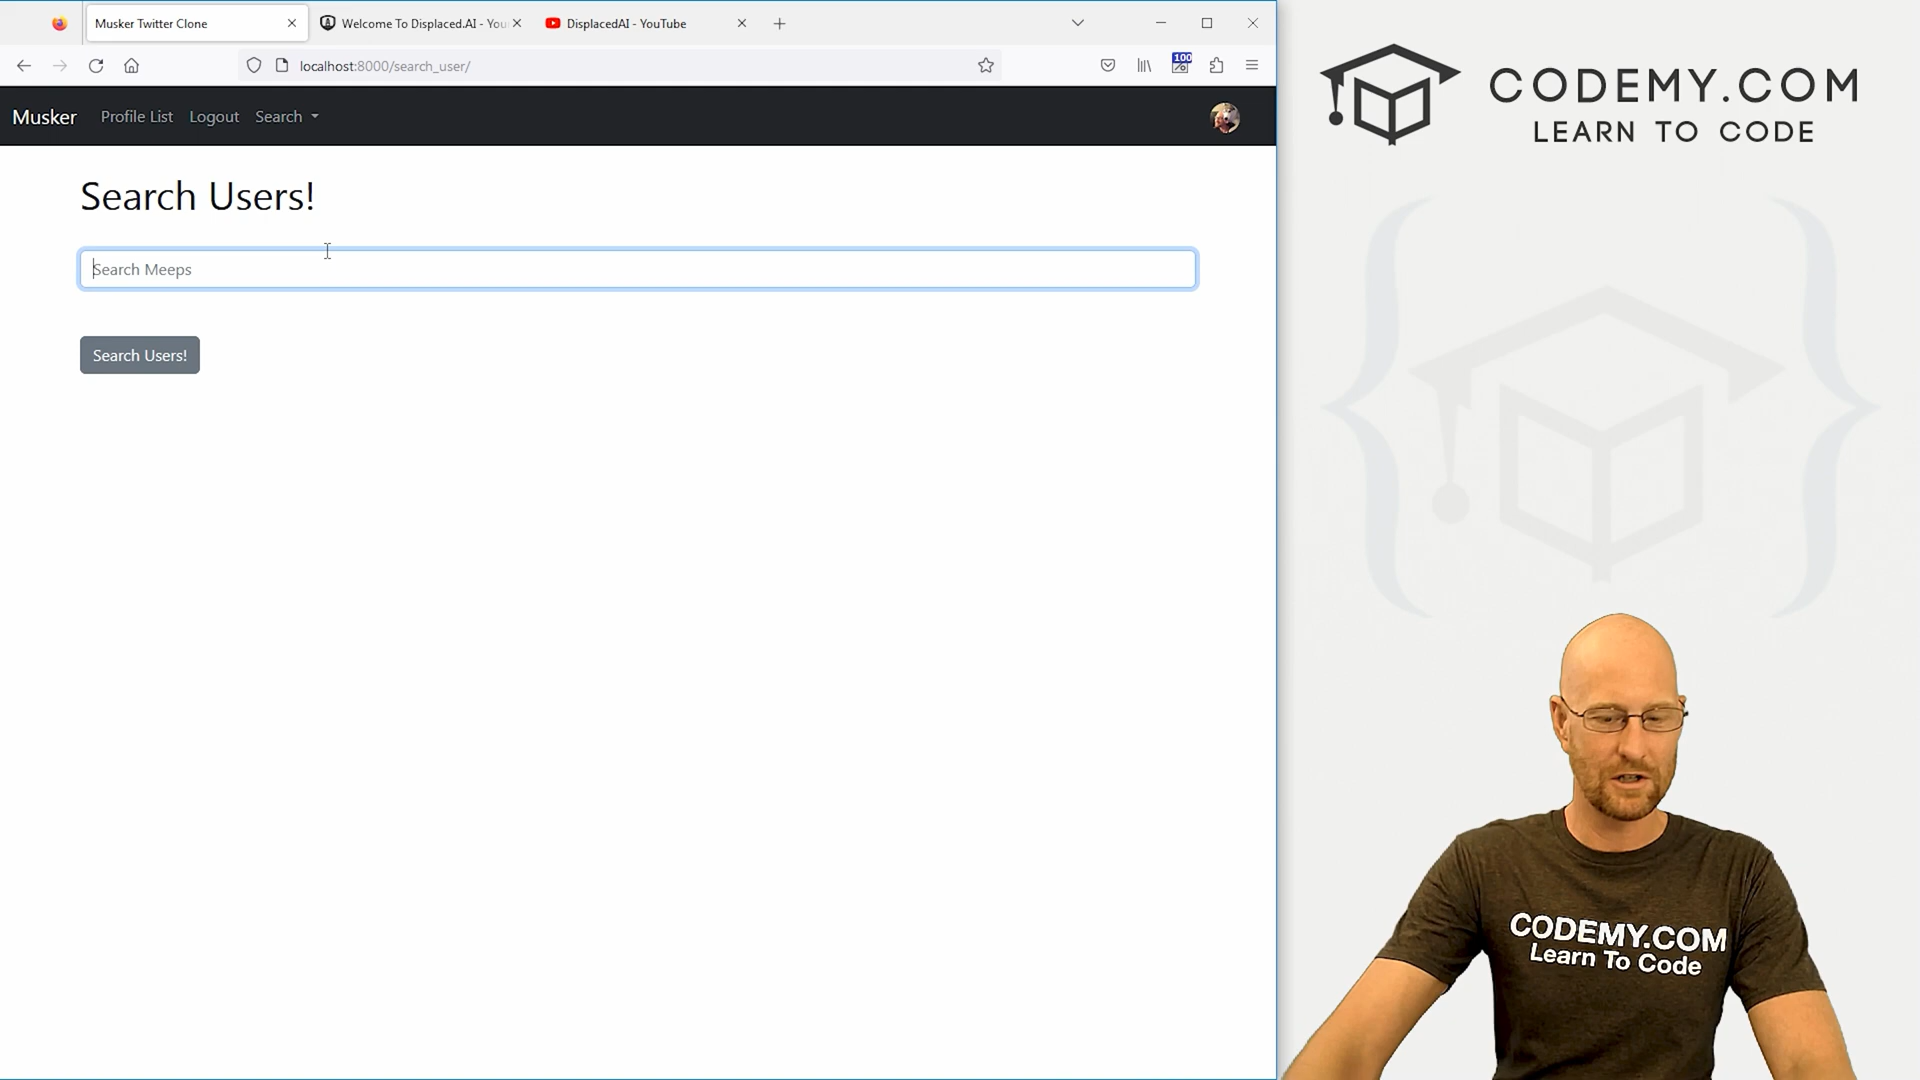 Musker Twitter Clone
Welcome To Displaced.AI - You
DisplacedAI - YouTube
localhost:8000/search_user/
100
%
Musker
Profile List
Logout
Search
Search Users!
Search Meeps
Search Users!
CODEMY.COM
LEARN TO CODE
CODEMY.COM
Learn To Code